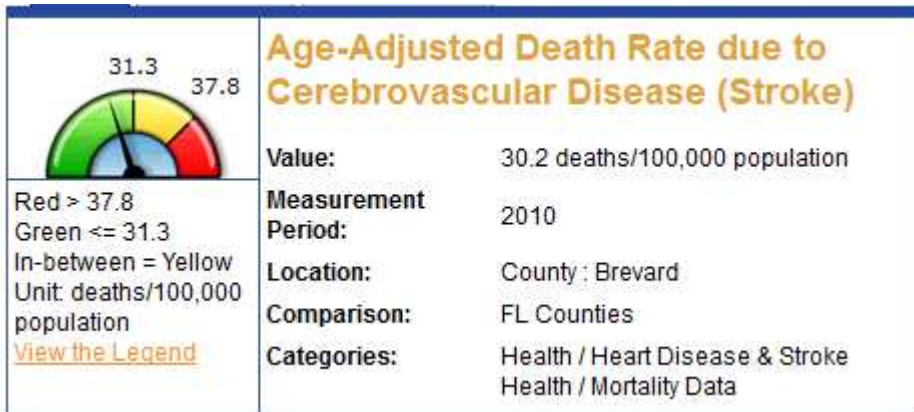 31.3
37.8
Red > 37.8
Green <= 31.3
In-between = Yellow
Unit: deaths/100,000
population
View the Legend
Age-Adjusted Death Rate due to
Cerebrovascular Disease (Stroke)
Value: 30.2 deaths/100,000 population
Measurement
Period: 2010
Location: County : Brevard
Comparison: FL Counties
Categories: Health / Heart Disease & Stroke
Health / Mortality Data